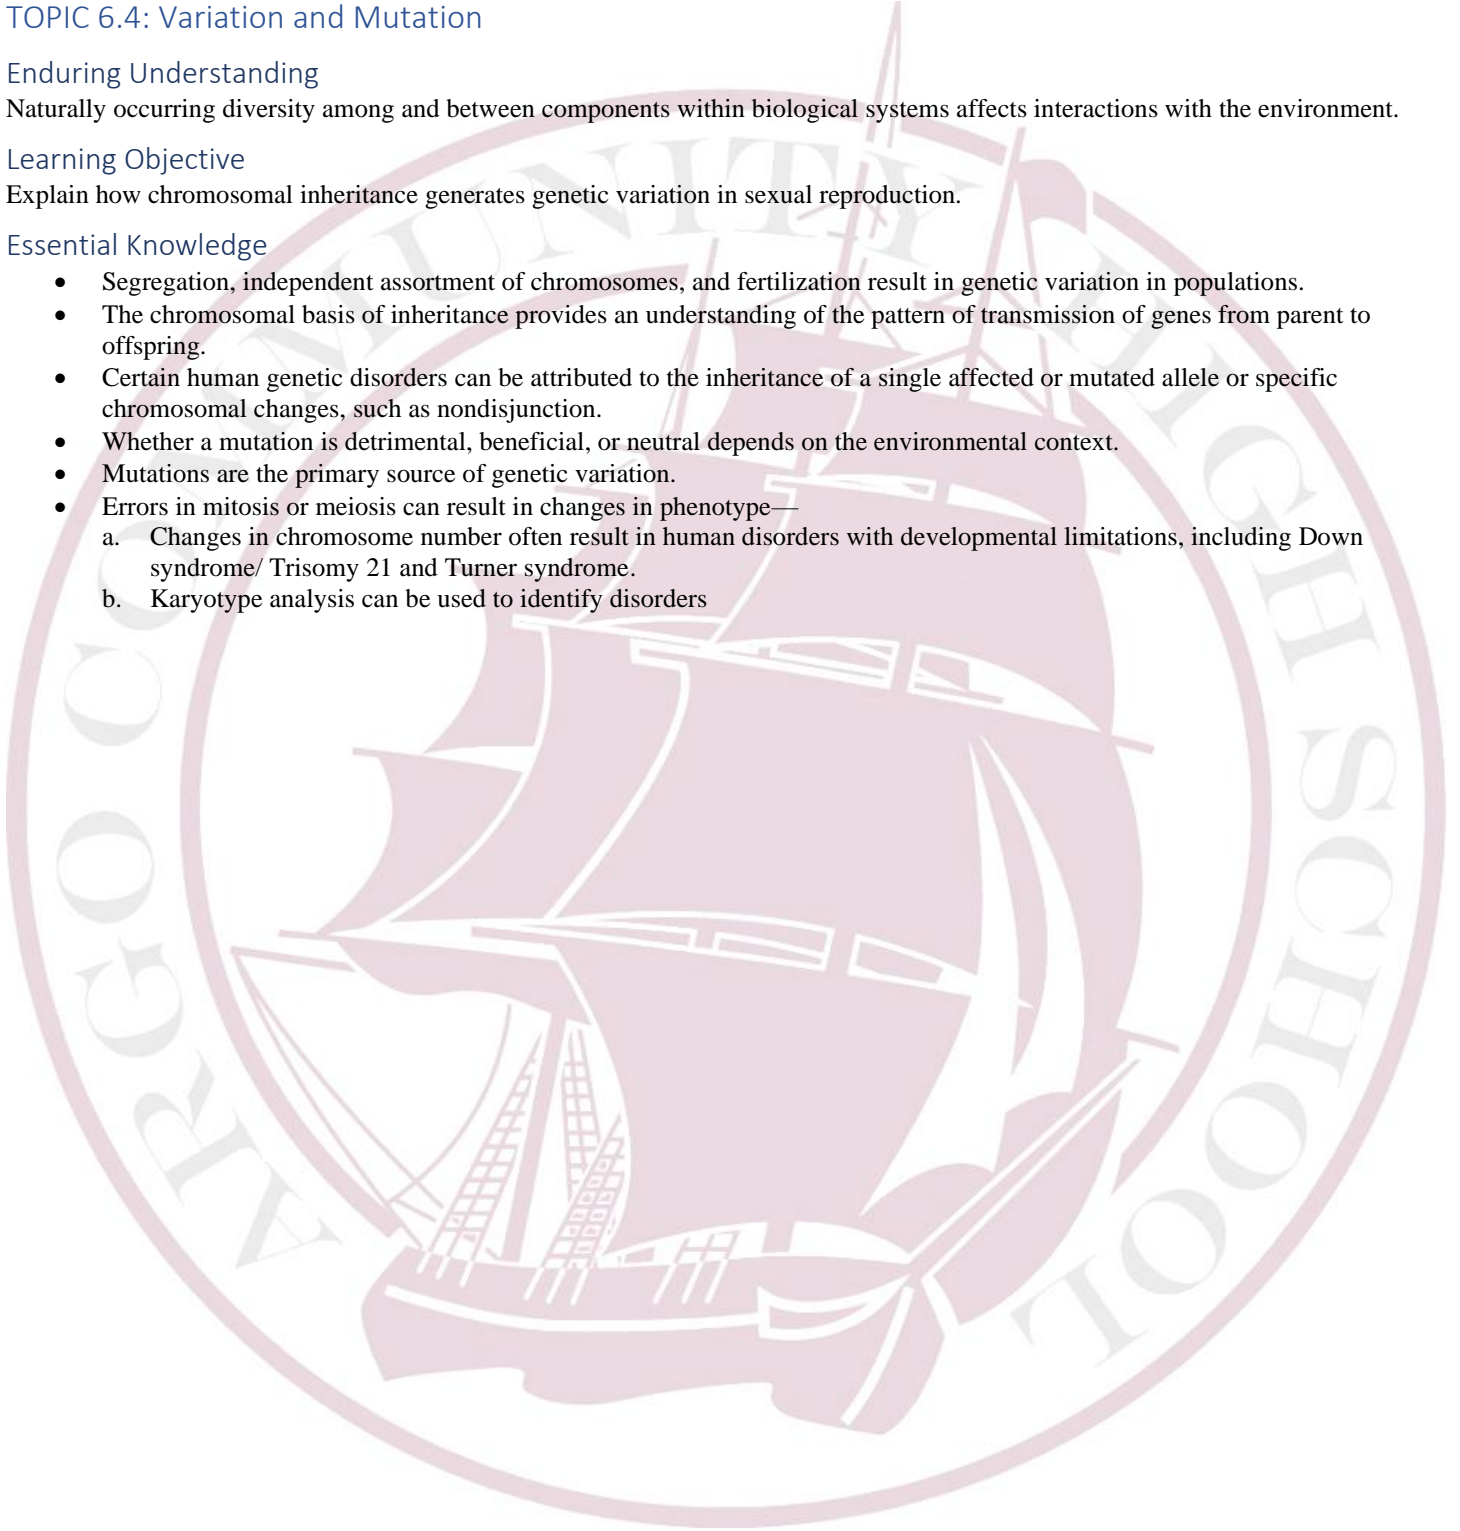 TOPIC 6.4: Variation and Mutation
Enduring Understanding
Naturally occurring diversity among and between components within biological systems affects interactions with the environment.
Learning Objective
Explain how chromosomal inheritance generates genetic variation in sexual reproduction.
Essential Knowledge
• Segregation, independent assortment of chromosomes, and fertilization result in genetic variation in populations.
• The chromosomal basis of inheritance provides an understanding of the pattern of transmission of genes from parent to
offspring.
• Certain human genetic disorders can be attributed to the inheritance of a single affected or mutated allele or specific
chromosomal changes, such as nondisjunction.
• Whether a mutation is detrimental, beneficial, or neutral depends on the environmental context.
• Mutations are the primary source of genetic variation.
• Errors in mitosis or meiosis can result in changes in phenotype—
a. Changes in chromosome number often result in human disorders with developmental limitations, including Down
syndrome/ Trisomy 21 and Turner syndrome.
b. Karyotype analysis can be used to identify disorders
ARGO COMMUNITY HIGH SCHOOL